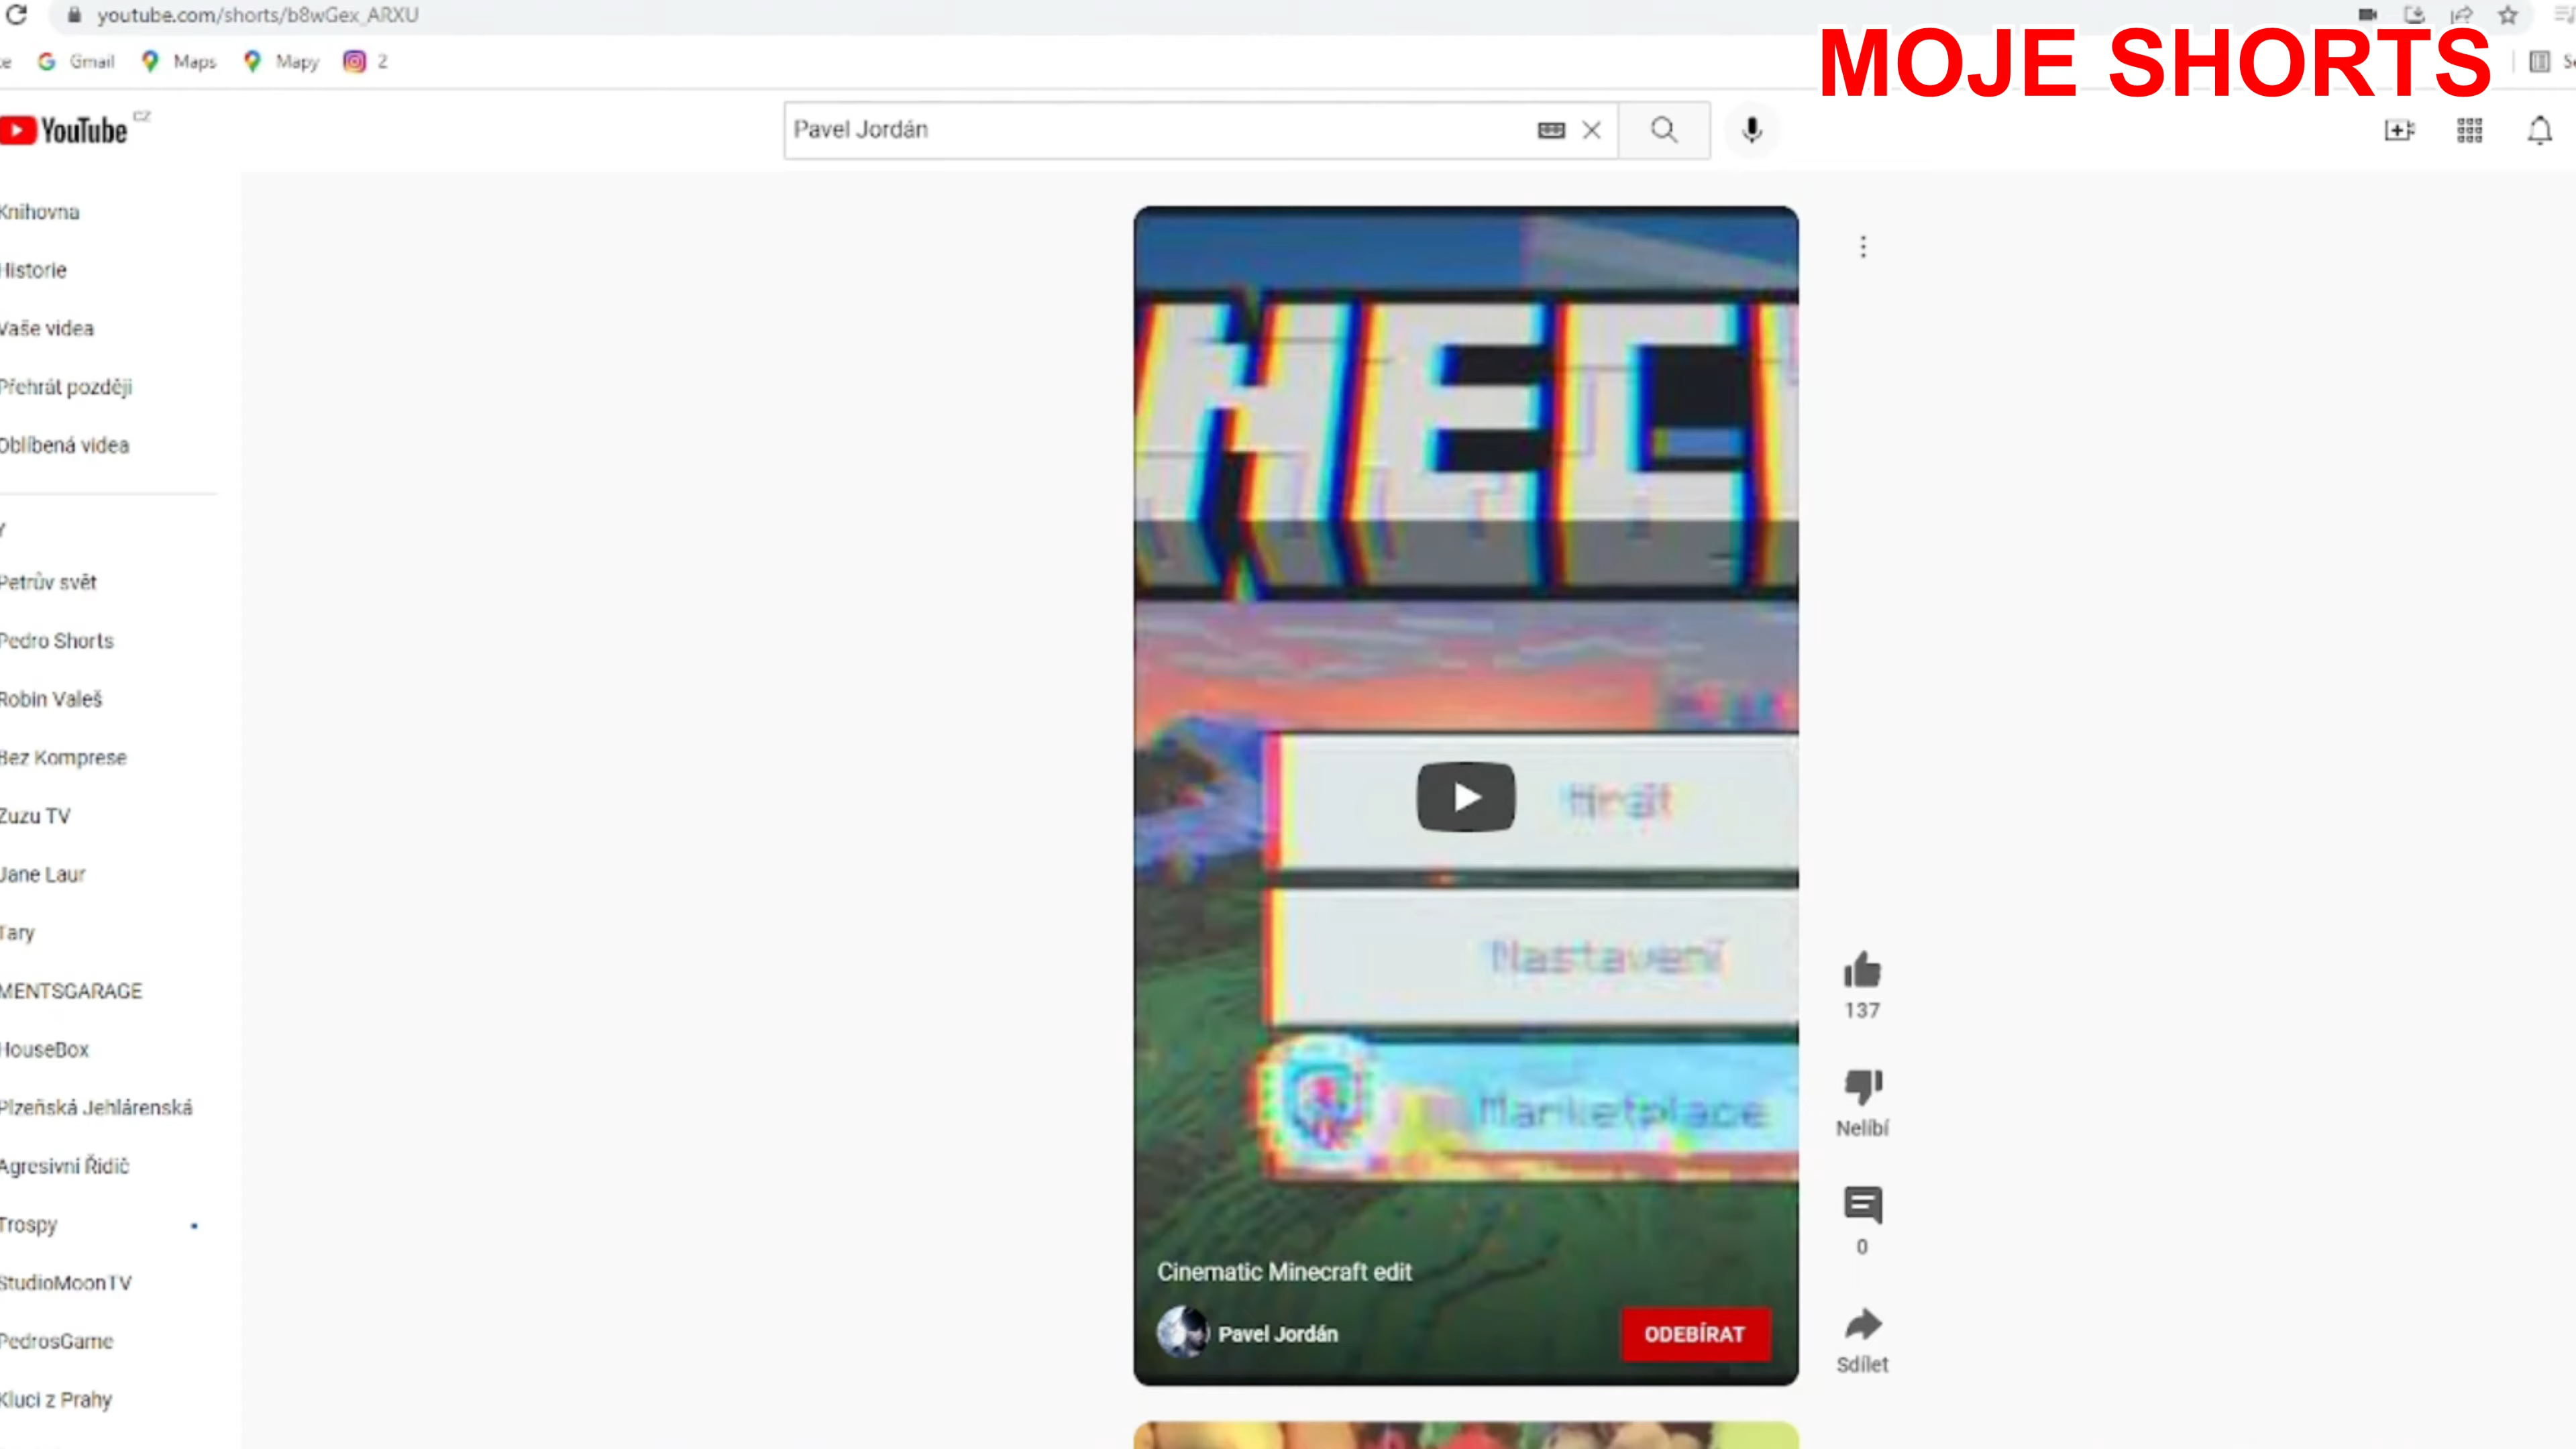 youtube.com/shorts/b8wGex_ARXU
MOJE SHORTS
Gmail Maps Mapy 2
YouTube CZ
Pavel Jordán
Knihovna
Historie
Vaše videa
Přehrát později
Oblíbená videa
Y
Petrův svět
Pedro Shorts
Robin Valeš
Bez Komprese
Zuzu TV
Jane Laur
Tary
MENTSGARAGE
HouseBox
Plzeňská Jehlárenská
Agresivní Řidič
Trospy
StudioMoonTV
PedrosGame
Kluci z Prahy
NEC
Hrát
Nastavení
Marketplace
Cinematic Minecraft edit
Pavel Jordán
ODEBÍRAT
137
Nelíbí
0
Sdílet